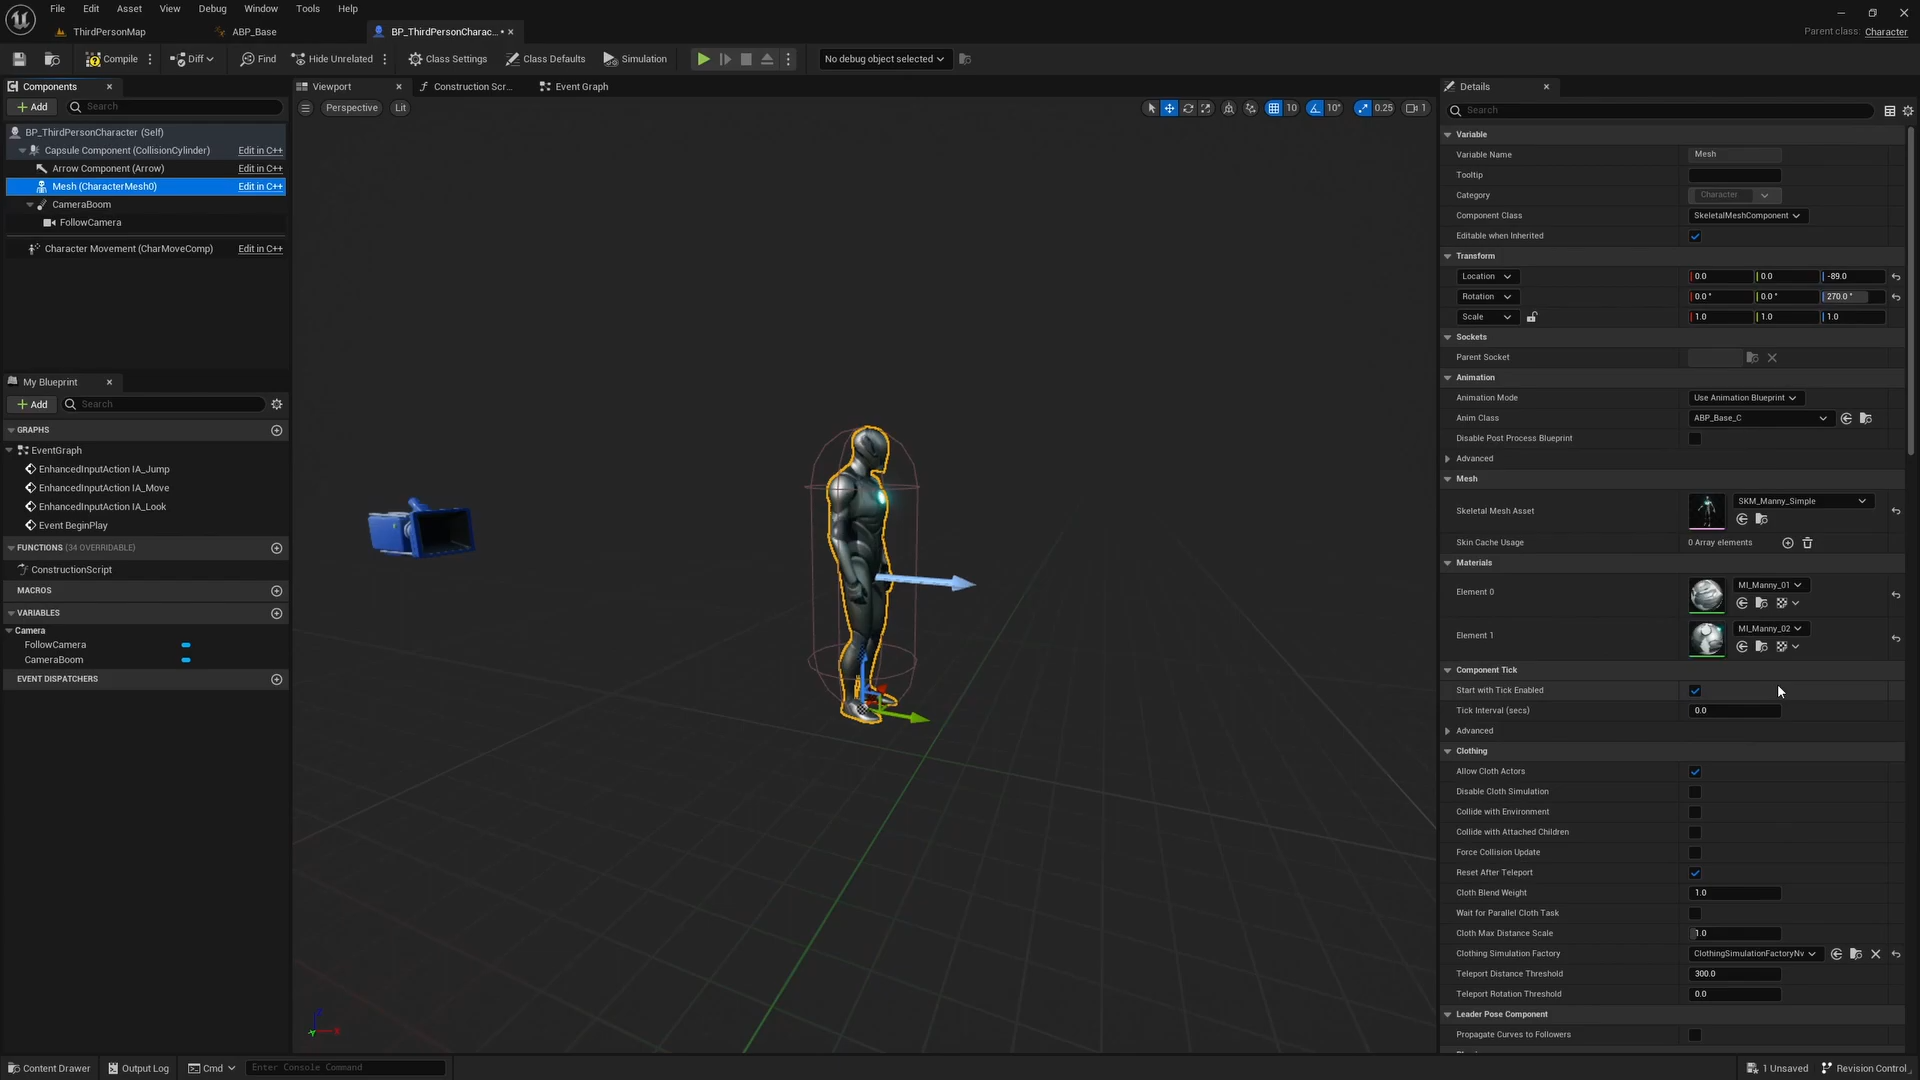 File Edit Asset View Debug Window Tools Help
ThirdPersonMap ABP_Base BP_ThirdPersonCharac... •
Parent class: Character
Compile Diff Find Hide Unrelated Class Settings Class Defaults Simulation No debug object selected
Components
Add Search
BP_ThirdPersonCharacter (Self)
Capsule Component (CollisionCylinder) Edit in C++
Arrow Component (Arrow) Edit in C++
Mesh (CharacterMesh0) Edit in C++
CameraBoom
FollowCamera
Character Movement (CharMoveComp) Edit in C++
My Blueprint
Add Search
GRAPHS
EventGraph
EnhancedInputAction IA_Jump
EnhancedInputAction IA_Move
EnhancedInputAction IA_Look
Event BeginPlay
FUNCTIONS (34 OVERRIDABLE)
ConstructionScript
MACROS
VARIABLES
Camera
FollowCamera
CameraBoom
EVENT DISPATCHERS
Viewport Construction Scr... Event Graph
Perspective Lit 10 10° 0.25 1
Details
Search
Variable
Variable Name Mesh
Tooltip
Category Character
Component Class SkeletalMeshComponent
Editable when Inherited
Transform
Location 0.0 0.0 -89.0
Rotation 0.0 ° 0.0 ° 270.0 °
Scale 1.0 1.0 1.0
Sockets
Parent Socket
Animation
Animation Mode Use Animation Blueprint
Anim Class ABP_Base_C
Disable Post Process Blueprint
Advanced
Mesh
Skeletal Mesh Asset SKM_Manny_Simple
Skin Cache Usage 0 Array elements
Materials
Element 0 MI_Manny_01
Element 1 MI_Manny_02
Component Tick
Start with Tick Enabled
Tick Interval (secs) 0.0
Advanced
Clothing
Allow Cloth Actors
Disable Cloth Simulation
Collide with Environment
Collide with Attached Children
Force Collision Update
Reset After Teleport
Cloth Blend Weight 1.0
Wait for Parallel Cloth Task
Cloth Max Distance Scale 1.0
Clothing Simulation Factory ClothingSimulationFactoryNv
Teleport Distance Threshold 300.0
Teleport Rotation Threshold 0.0
Leader Pose Component
Propagate Curves to Followers
Content Drawer Output Log Cmd Enter Console Command 1 Unsaved Revision Control